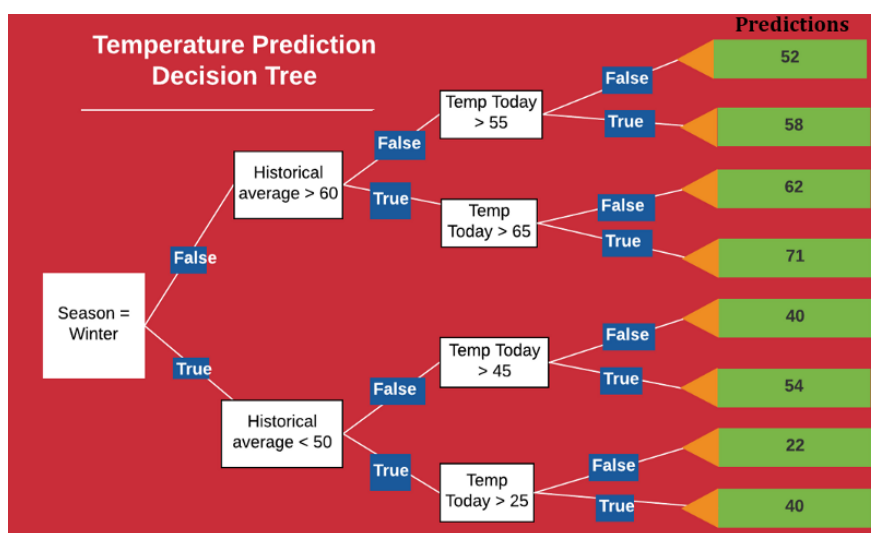 Predictions
Temperature Prediction
Decision Tree
52
False
Temp Today
> 55
True
58
False
Historical
average > 60
True
62
False
Temp
Today > 65
True
71
False
Season =
Winter
True
40
False
Temp Today
> 45
True
54
False
Historical
average < 50
True
22
False
Temp
Today > 25
True
40